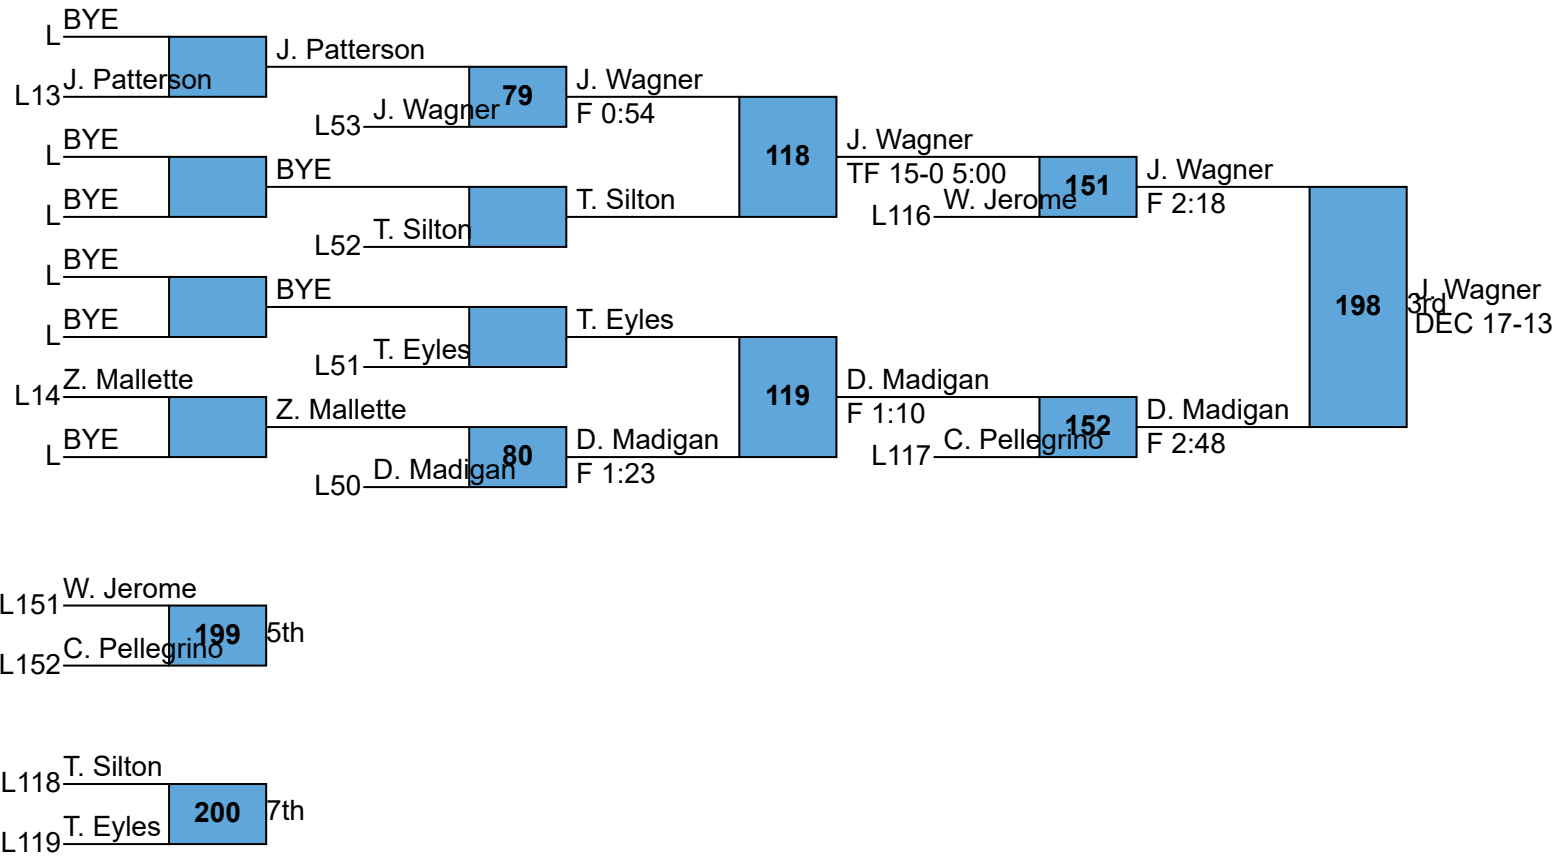 BYE
L
J. Patterson
J. Patterson
L13
79
J. Wagner
F 0:54
J. Wagner
L53
118
J. Wagner
TF 15-0 5:00
BYE
L
BYE
BYE
L
T. Silton
T. Silton
L52
151
J. Wagner
F 2:18
W. Jerome
L116
198
3rd
J. Wagner
DEC 17-13
BYE
L
BYE
BYE
L
T. Eyles
T. Eyles
L51
119
D. Madigan
F 1:10
Z. Mallette
L14
Z. Mallette
BYE
L
80
D. Madigan
F 1:23
D. Madigan
L50
152
D. Madigan
F 2:48
C. Pellegrino
L117
W. Jerome
L151
199
5th
C. Pellegrino
L152
T. Silton
L118
200
7th
T. Eyles
L119